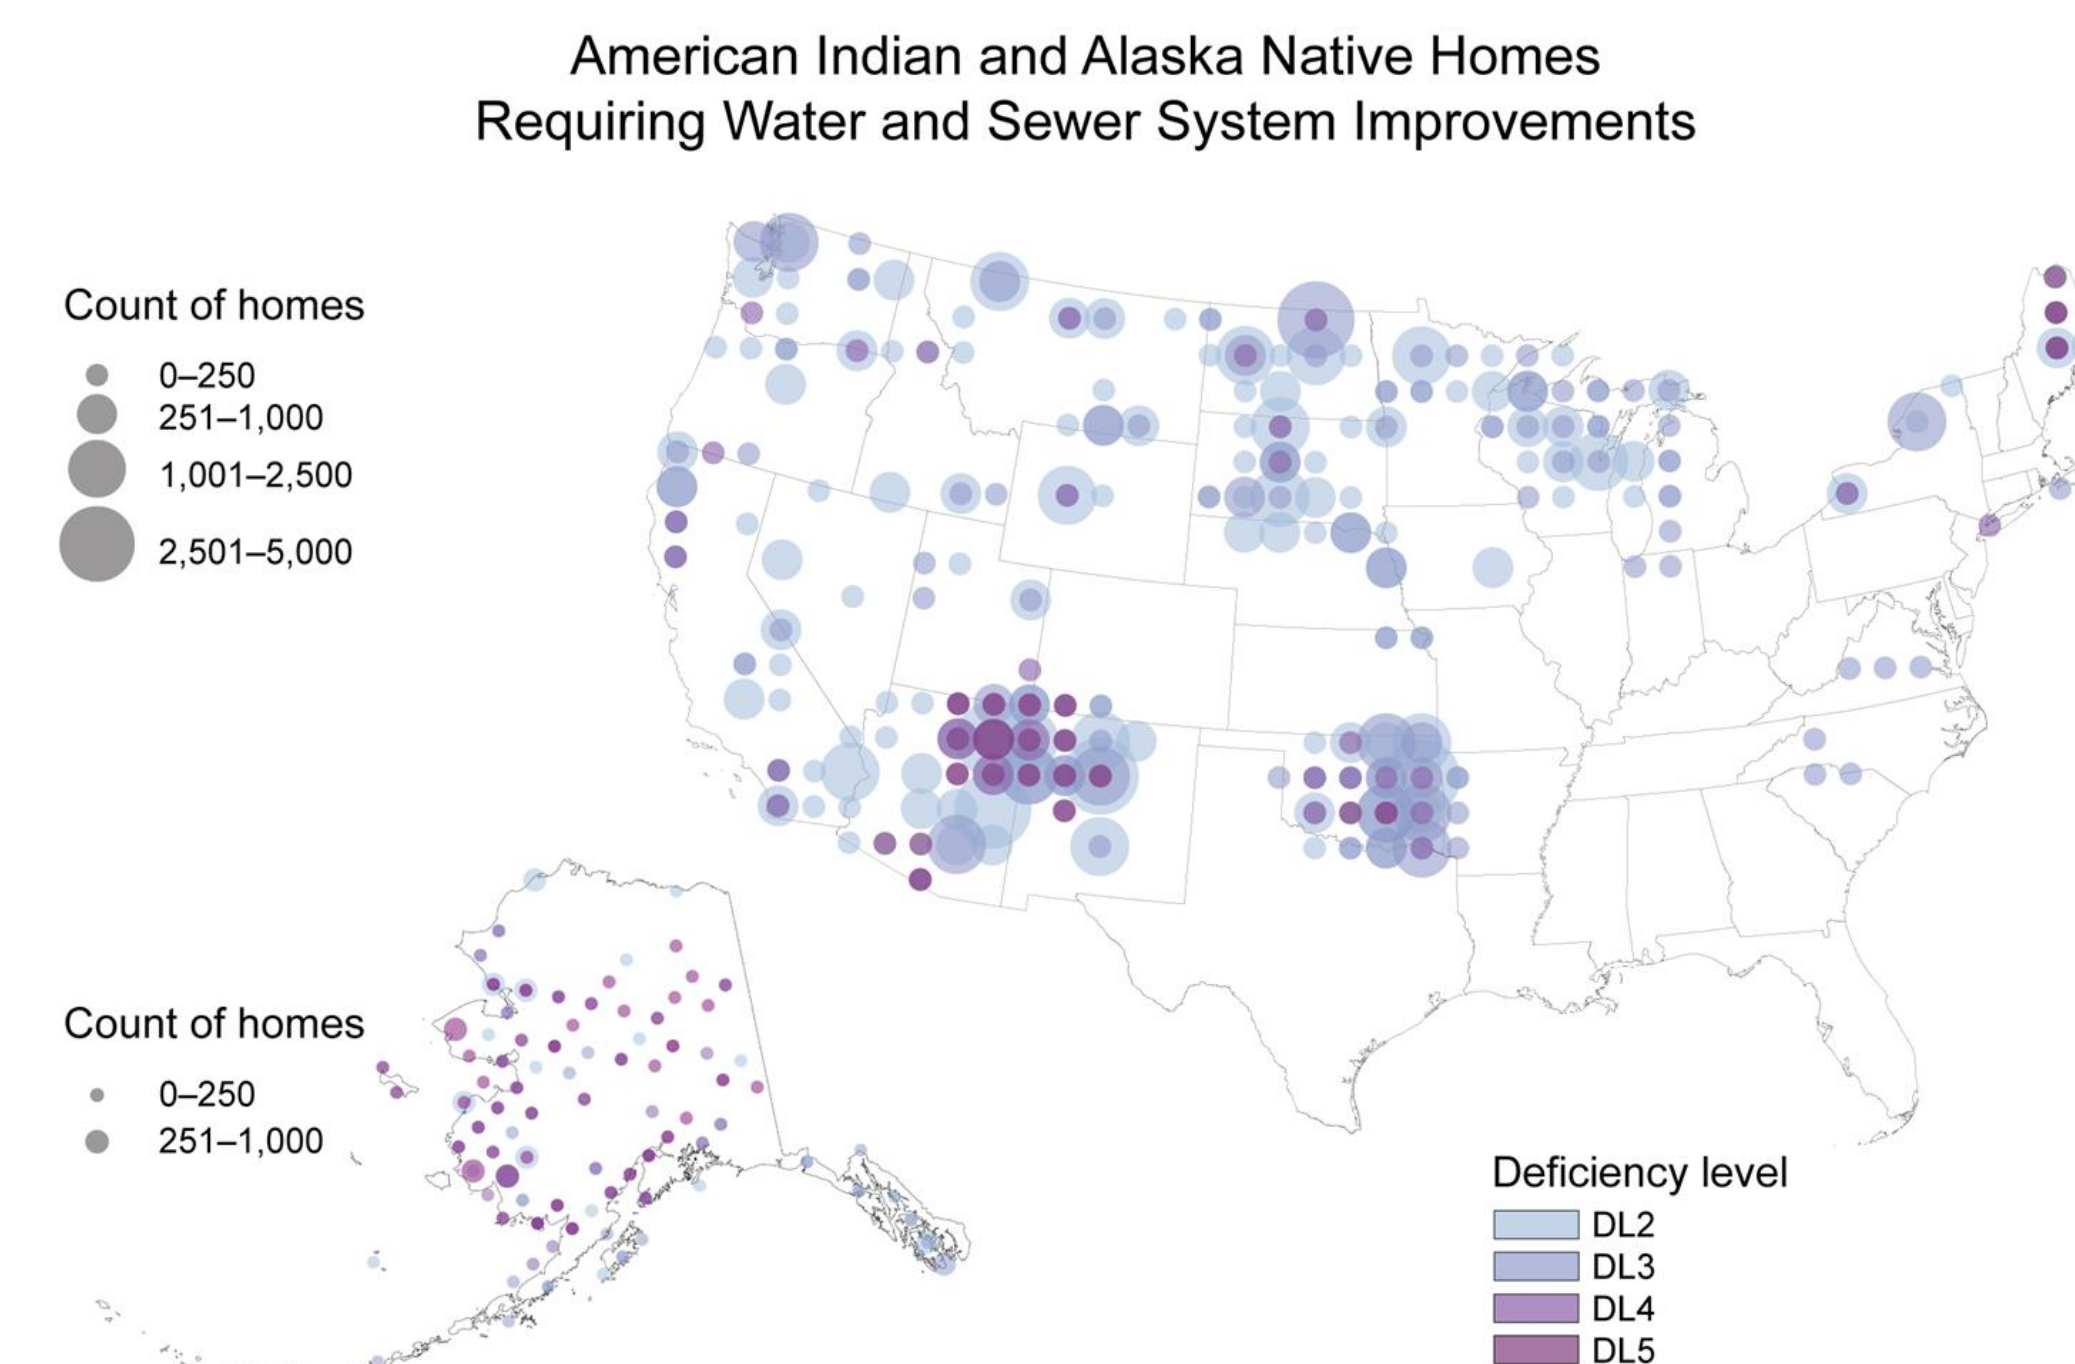 American Indian and Alaska Native Homes
Requiring Water and Sewer System Improvements
Count of homes
0–250
251–1,000
1,001–2,500
2,501–5,000
Count of homes
0–250
251–1,000
Deficiency level
DL2
DL3
DL4
DL5